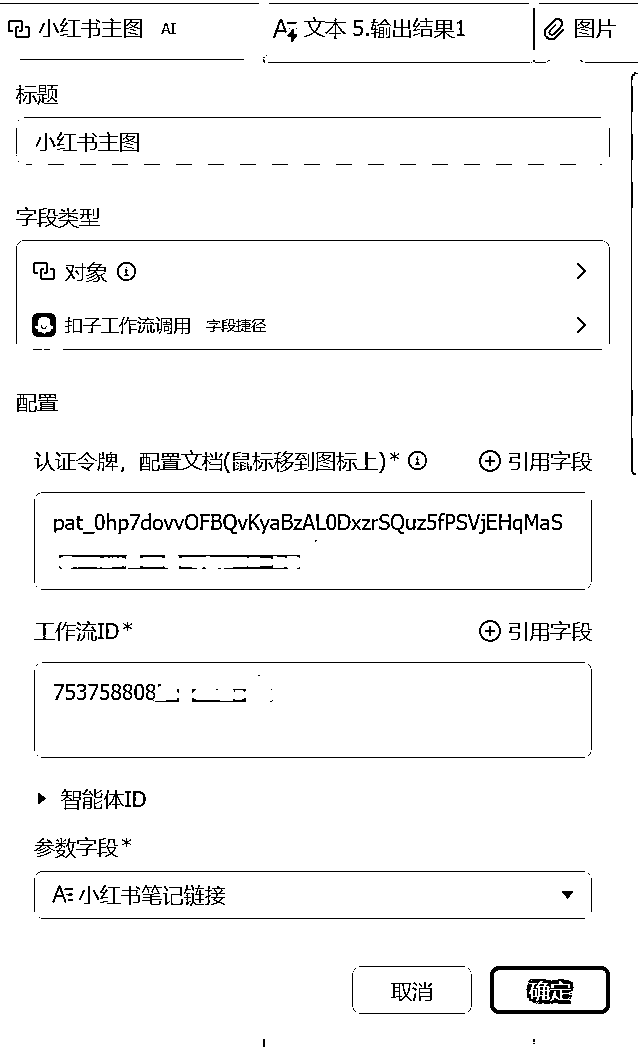 小红书主图 AI 文本 5.输出结果1 图片
标题
小红书主图
字段类型
对象
扣子工作流调用 字段捷径
配置
认证令牌，配置文档(鼠标移到图标上)* 引用字段
pat_0hp7dovvOFBQvKyaBzAL0DxzrSQuz5fPSVjEHqMaS
工作流ID* 引用字段
753758808
智能体ID
参数字段*
小红书笔记链接
取消 确定